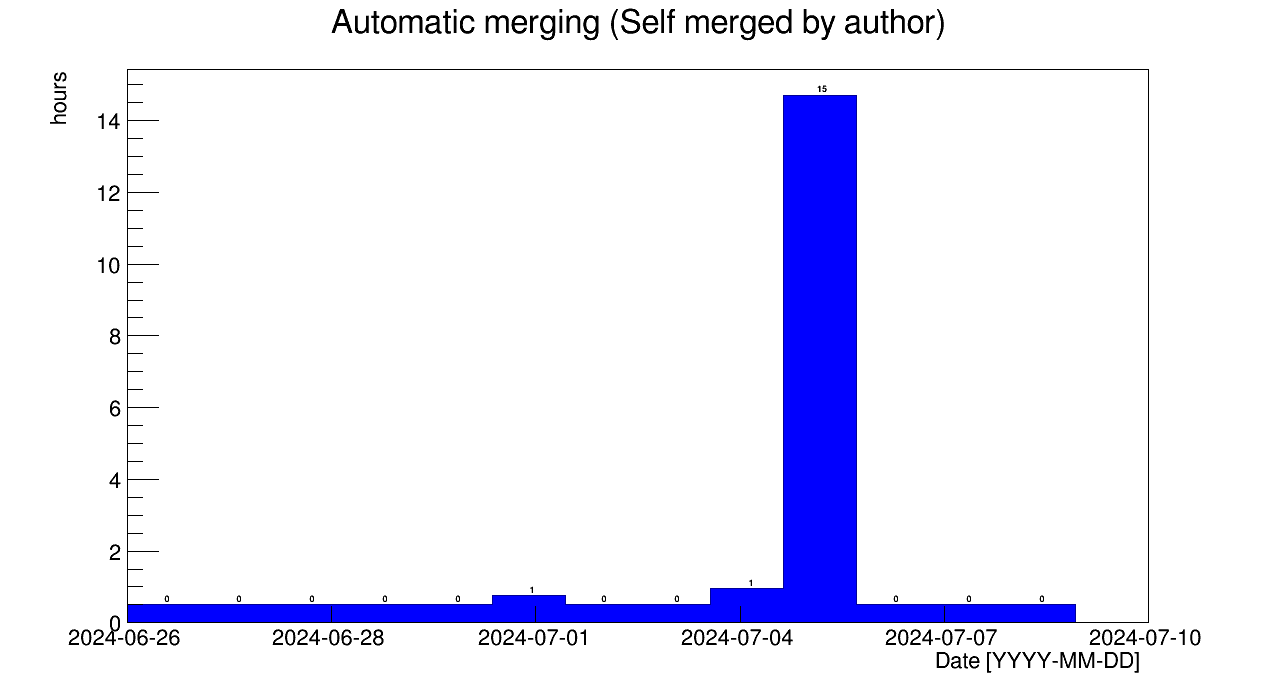 Automatic merging (Self merged by author)
hours
14
12
10
8
6
4
2
0
15
0 0 0 0 0 1 0 0 1 0 0 0
2024-06-26 2024-06-28 2024-07-01 2024-07-04 2024-07-07 2024-07-10
Date [YYYY-MM-DD]